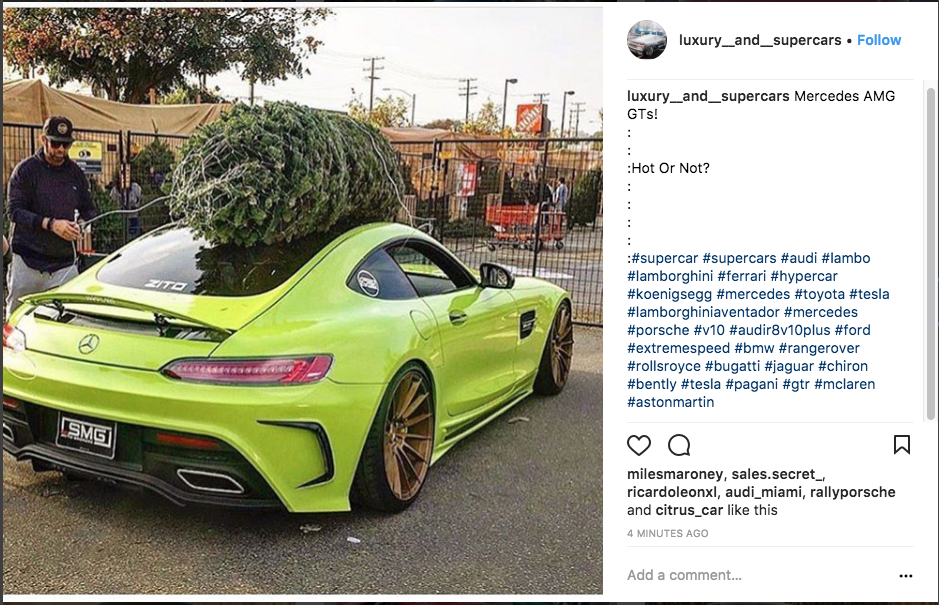 luxury__and__supercars • Follow
luxury__and__supercars Mercedes AMG
GTs!
:
:
:Hot Or Not?
:
:
:
:
:#supercar #supercars #audi #lambo
#lamborghini #ferrari #hypercar
#koenigsegg #mercedes #toyota #tesla
#lamborghiniaventador #mercedes
#porsche #v10 #audir8v10plus #ford
#extremespeed #bmw #rangerover
#rollsroyce #bugatti #jaguar #chiron
#bently #tesla #pagani #gtr #mclaren
#astonmartin
milesmaroney, sales.secret_,
ricardoleonxl, audi_miami, rallyporsche
and citrus_car like this
4 MINUTES AGO
Add a comment...
ZITO
SMG